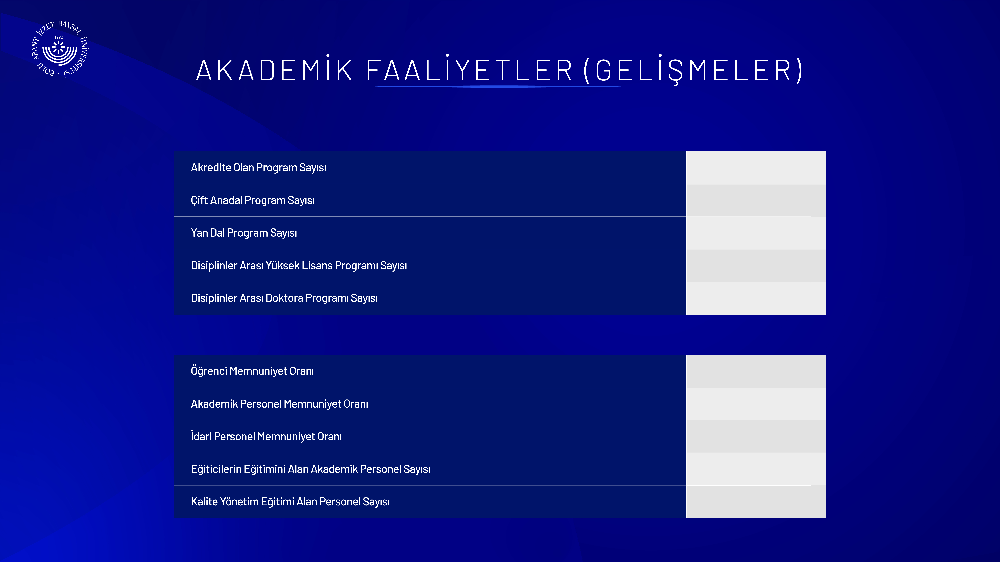 BOLU ABANT İZZET BAYSAL ÜNİVERSİTESİ
1992
AKADEMİK FAALİYETLER (GELİŞMELER)
Akredite Olan Program Sayısı
Çift Anadal Program Sayısı
Yan Dal Program Sayısı
Disiplinler Arası Yüksek Lisans Programı Sayısı
Disiplinler Arası Doktora Programı Sayısı
Öğrenci Memnuniyet Oranı
Akademik Personel Memnuniyet Oranı
İdari Personel Memnuniyet Oranı
Eğiticilerin Eğitimini Alan Akademik Personel Sayısı
Kalite Yönetim Eğitimi Alan Personel Sayısı